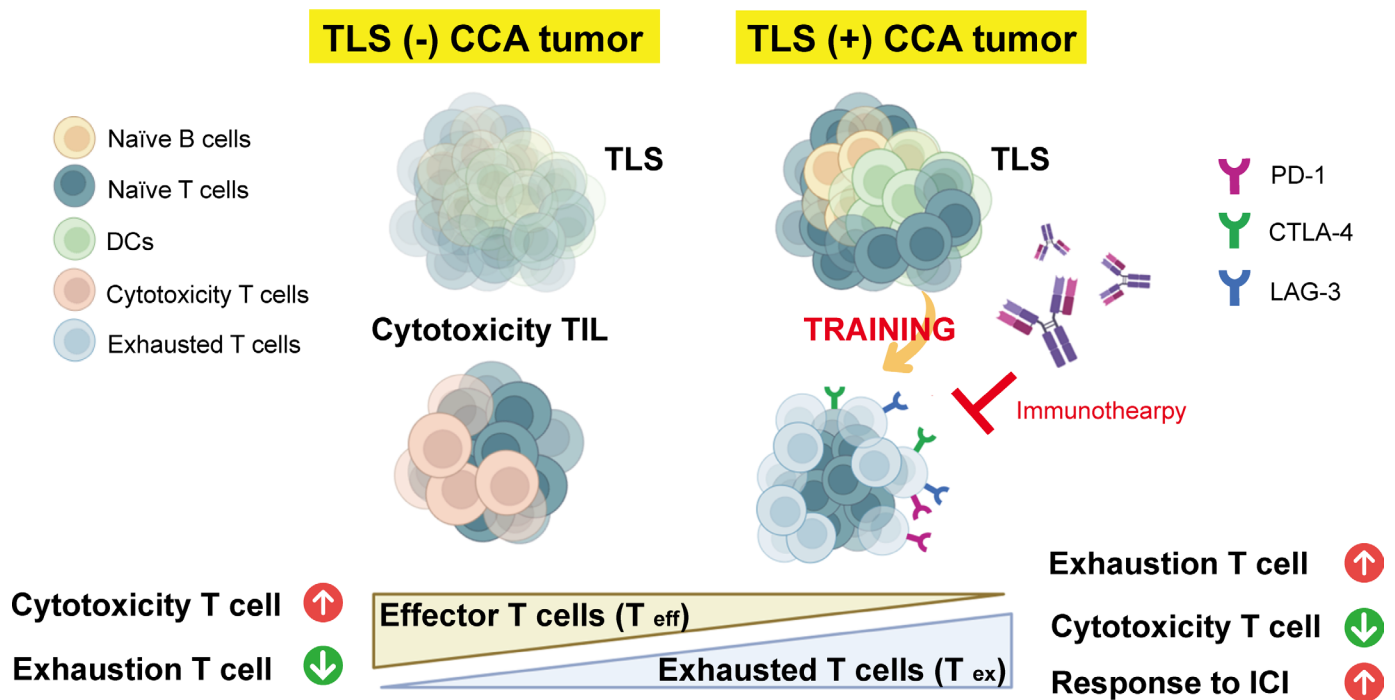 TLS (-) CCA tumor
TLS (+) CCA tumor
Naïve B cells
Naïve T cells
DCs
Cytotoxicity T cells
Exhausted T cells
TLS
TLS
PD-1
CTLA-4
LAG-3
Cytotoxicity TIL
TRAINING
Immunothearpy
Cytotoxicity T cell
Exhaustion T cell
Effector T cells (T eff)
Exhausted T cells (T ex)
Exhaustion T cell
Cytotoxicity T cell
Response to ICI